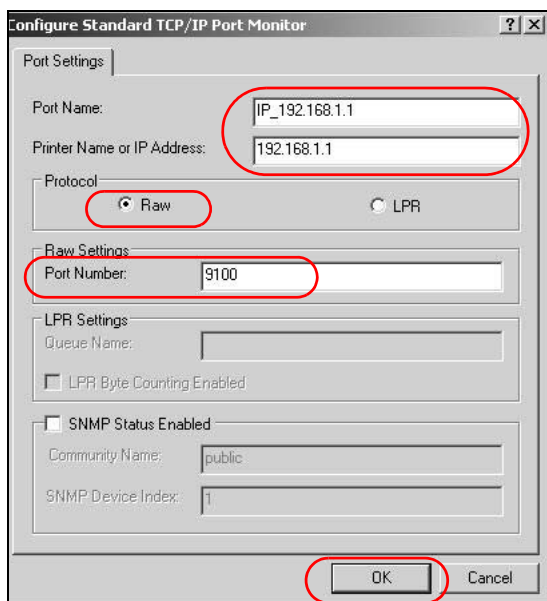 Configure Standard TCP/IP Port Monitor
Port Settings
Port Name: IP_192.168.1.1
Printer Name or IP Address: 192.168.1.1
Protocol
Raw LPR
Raw Settings
Port Number: 9100
LPR Settings
Queue Name:
LPR Byte Counting Enabled
SNMP Status Enabled
Community Name: public
SNMP Device Index: 1
OK Cancel